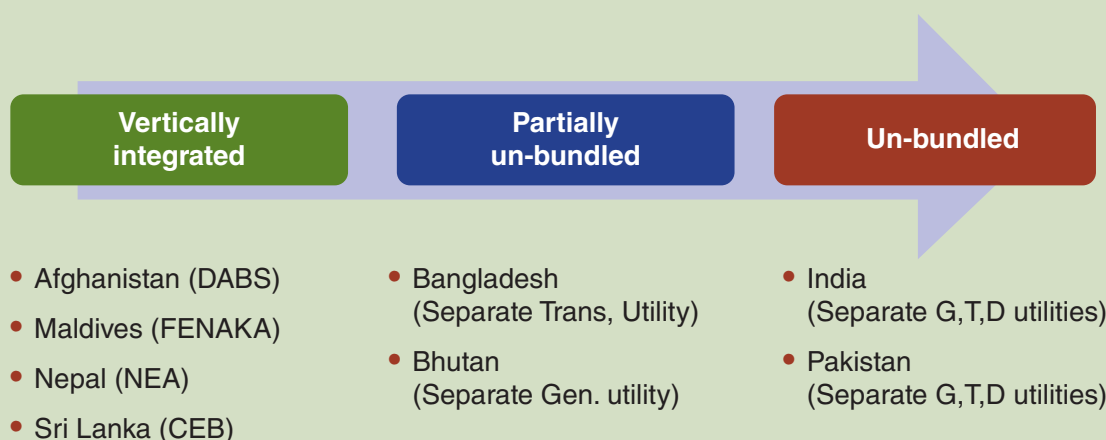 Vertically
integrated
Partially
un-bundled
Un-bundled
• Afghanistan (DABS)
• Maldives (FENAKA)
• Nepal (NEA)
• Sri Lanka (CEB)
• Bangladesh
(Separate Trans, Utility)
• Bhutan
(Separate Gen. utility)
• India
(Separate G,T,D utilities)
• Pakistan
(Separate G,T,D utilities)